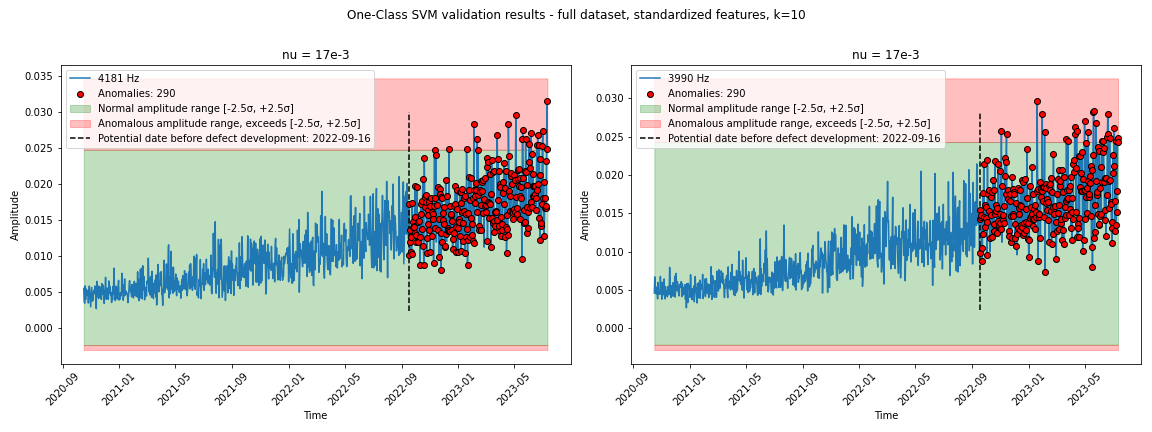 One-Class SVM validation results - full dataset, standardized features, k=10
nu = 17e-3
4181 Hz
Anomalies: 290
Normal amplitude range [-2.5σ, +2.5σ]
Anomalous amplitude range, exceeds [-2.5σ, +2.5σ]
Potential date before defect development: 2022-09-16
Amplitude
0.035
0.030
0.025
0.020
0.015
0.010
0.005
0.000
2020-09
2021-01
2021-05
2021-09
2022-01
2022-05
2022-09
2023-01
2023-05
Time
nu = 17e-3
3990 Hz
Anomalies: 290
Normal amplitude range [-2.5σ, +2.5σ]
Anomalous amplitude range, exceeds [-2.5σ, +2.5σ]
Potential date before defect development: 2022-09-16
Amplitude
0.030
0.025
0.020
0.015
0.010
0.005
0.000
2020-09
2021-01
2021-05
2021-09
2022-01
2022-05
2022-09
2023-01
2023-05
Time